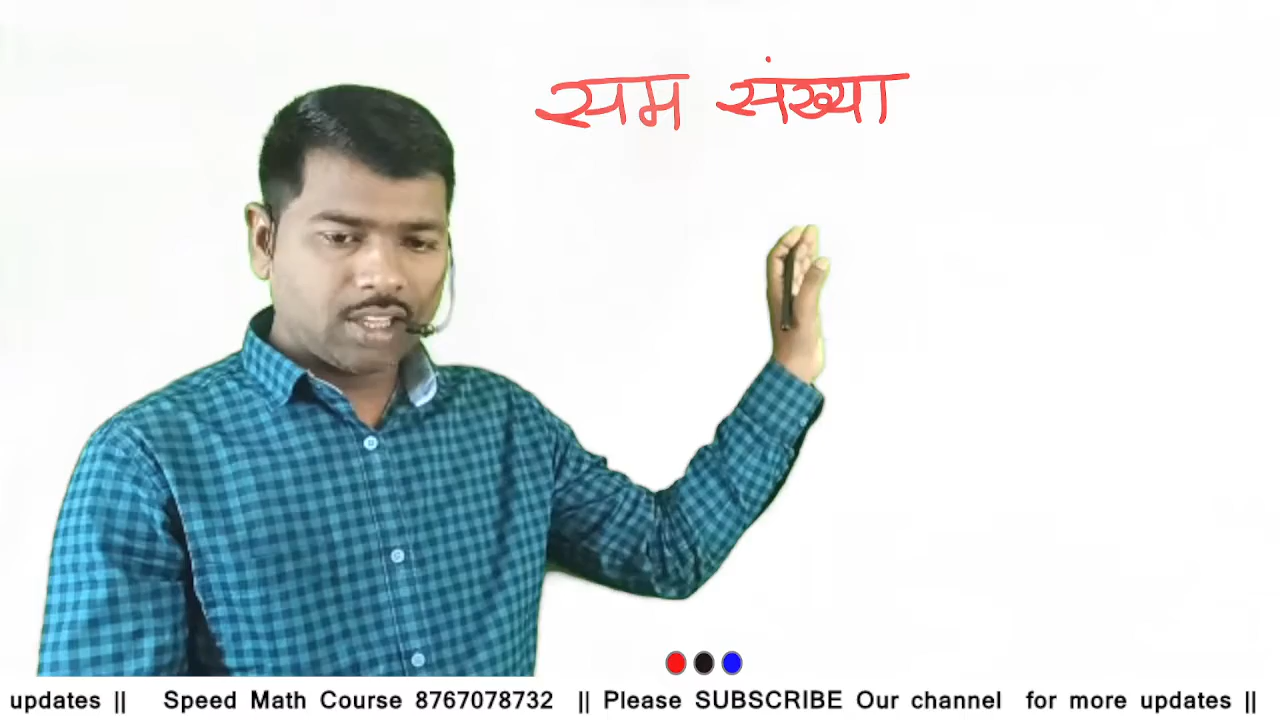 सम संख्या
updates || Speed Math Course 8767078732 || Please SUBSCRIBE Our channel for more updates ||